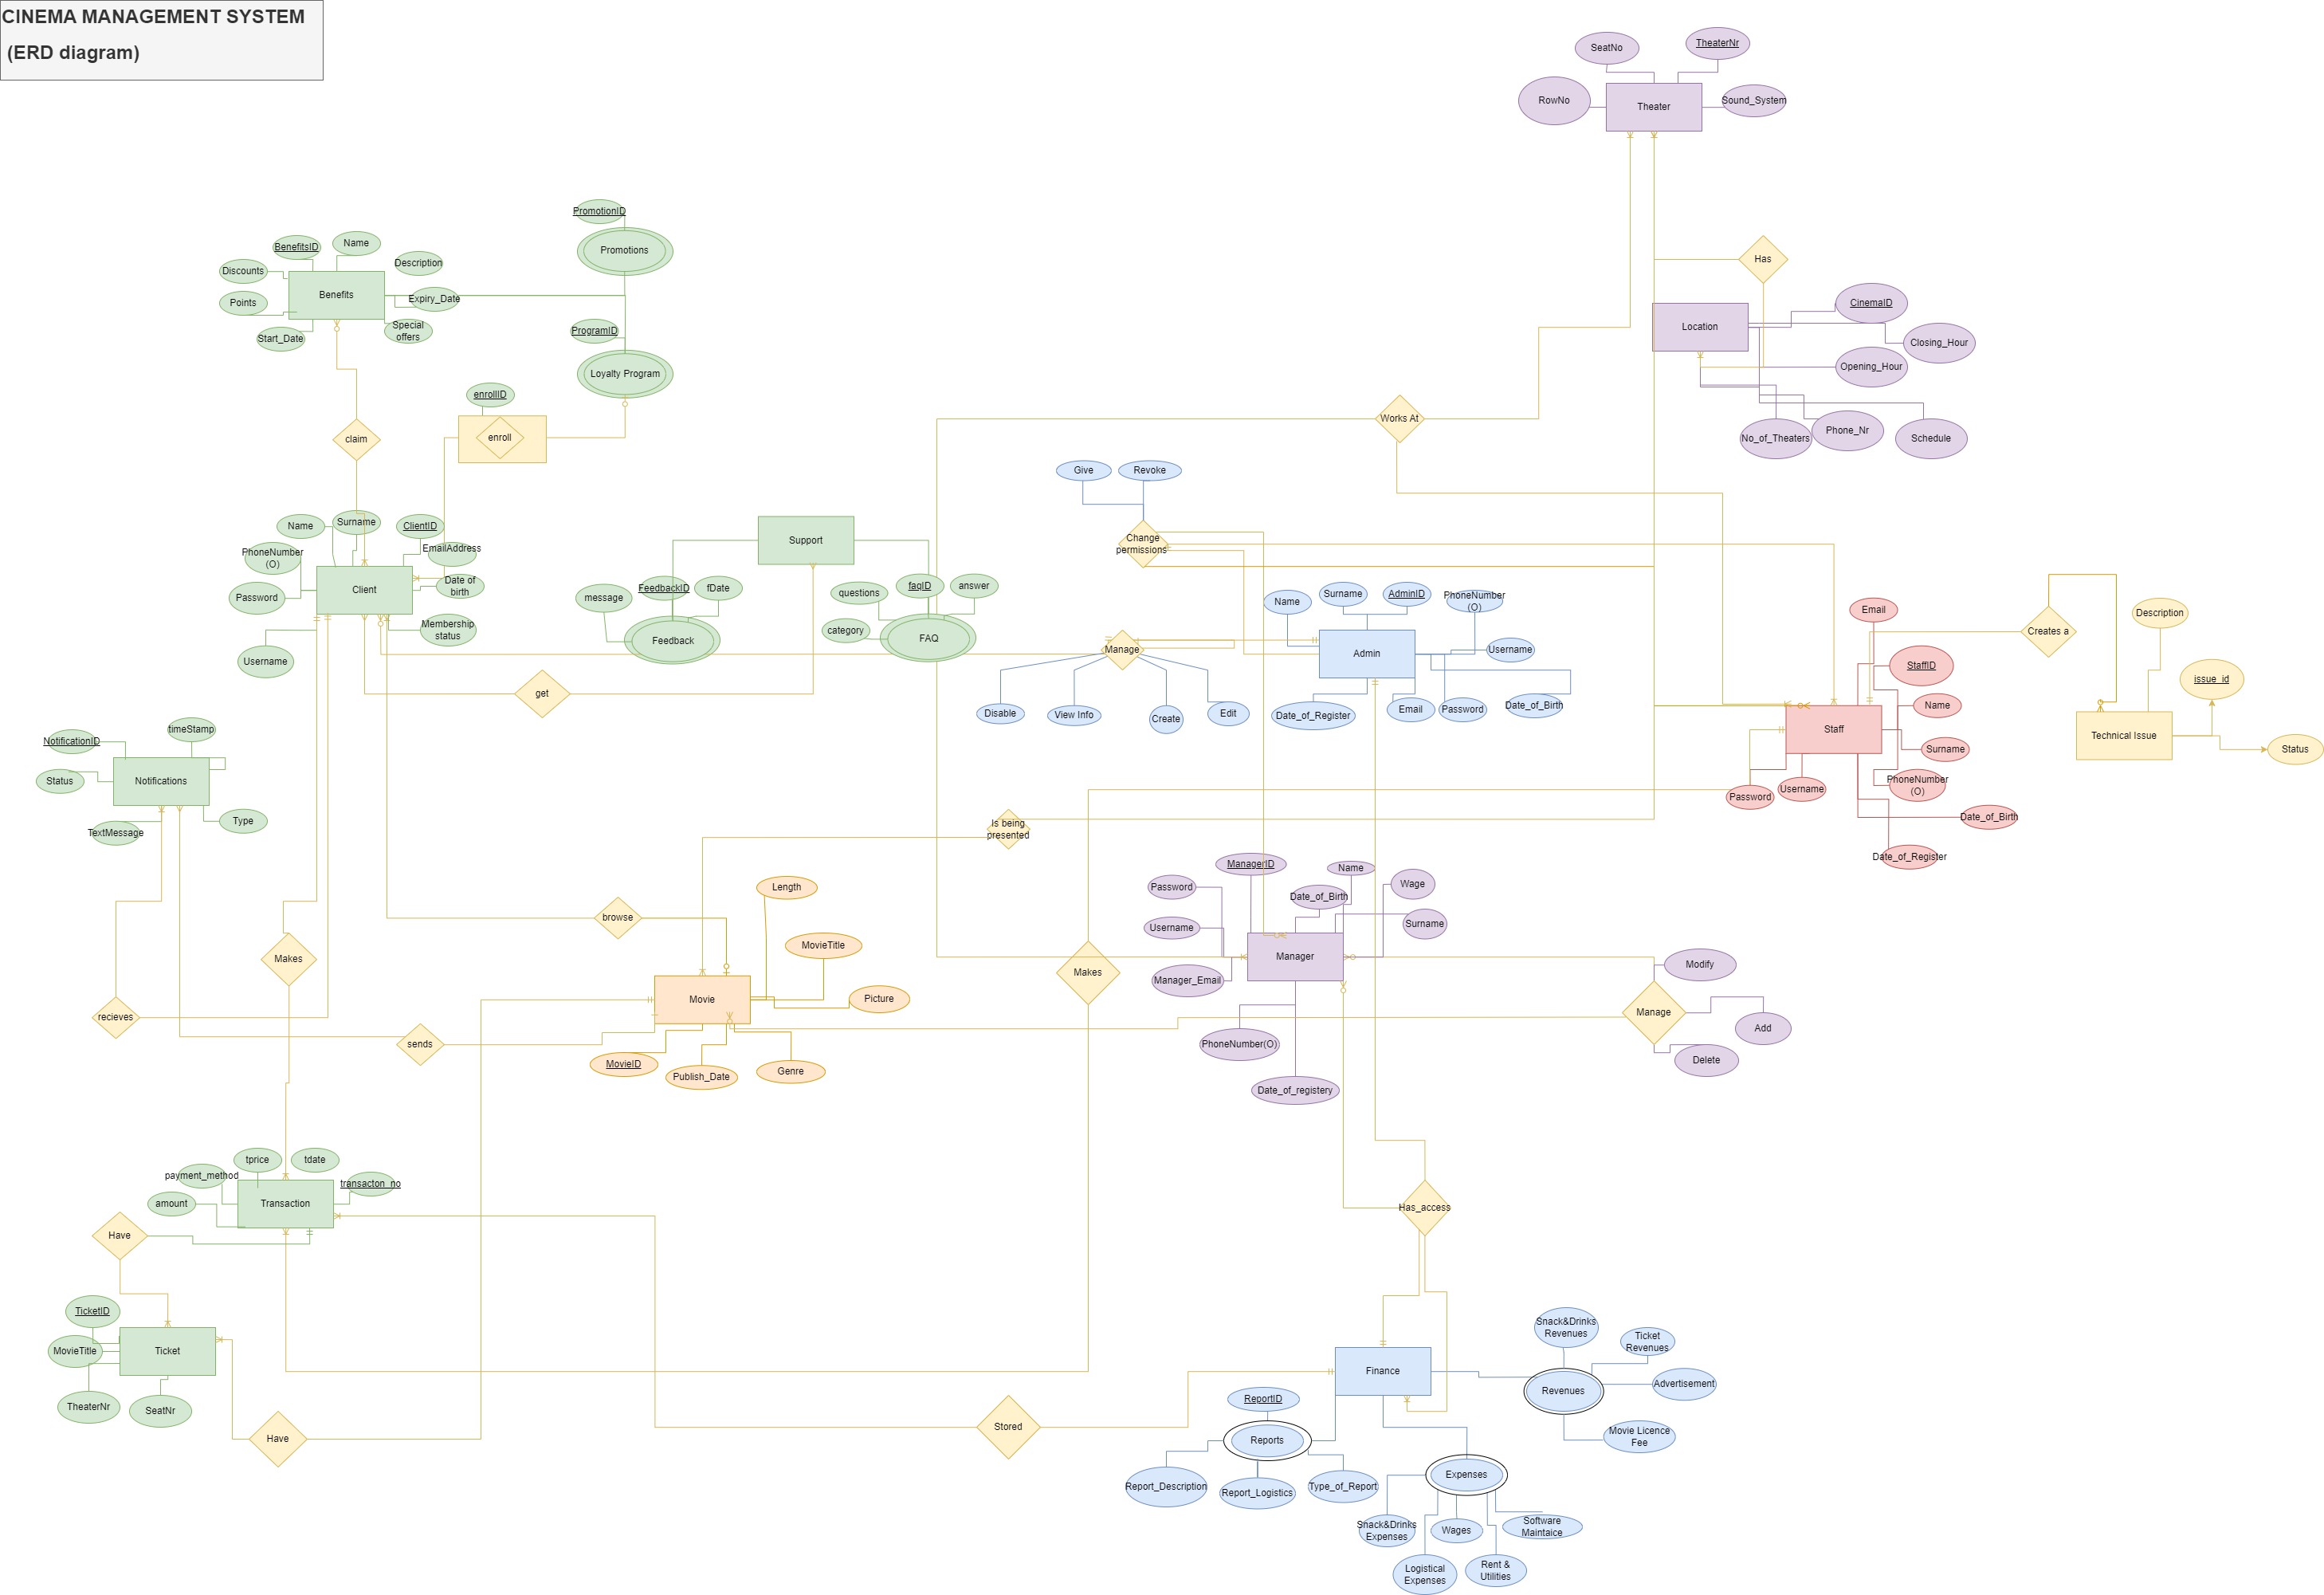 CINEMA MANAGEMENT SYSTEM
(ERD diagram)
SeatNo
TheaterNr
RowNo
Theater
Sound_System
PromotionID
BenefitsID
Name
Promotions
Has
Discounts
Description
Points
Benefits
Expiry_Date
CinemaID
Start_Date
Special
offers
ProgramID
Location
Closing_Hour
Loyalty Program
Opening_Hour
enrollID
claim
enroll
Works At
No_of_Theaters
Phone_Nr
Schedule
Give
Revoke
Name
Surname
ClientID
PhoneNumber
(O)
EmailAddress
Support
Change
permissions
Password
Client
Date of
birth
message
FeedbackID
fDate
questions
faqID
answer
Name
Surname
AdminID
PhoneNumber
(O)
Email
Creates a
Description
Username
Membership
status
Feedback
category
FAQ
Manage
Admin
Username
StaffID
issue_id
get
Disable
View Info
Create
Edit
Date_of_Register
Email
Password
Date_of_Birth
Name
NotificationID
timeStamp
Staff
Surname
Technical Issue
Status
Status
Notifications
PhoneNumber
(O)
Password
Username
TextMessage
Type
Is being
presented
Date_of_Birth
Date_of_Register
ManagerID
Name
Length
Password
Date_of_Birth
Wage
browse
Username
Surname
MovieTitle
Makes
Makes
Manager
Modify
Manager_Email
Movie
Picture
recieves
Manage
Add
sends
PhoneNumber(O)
MovieID
Publish_Date
Genre
Delete
Date_of_registery
tprice
tdate
payment_method
transacton_no
amount
Transaction
Has_access
Have
TicketID
Snack&Drinks
Revenues
Ticket
Revenues
MovieTitle
Ticket
Finance
Revenues
Advertisement
TheaterNr
SeatNr
ReportID
Have
Stored
Reports
Movie Licence
Fee
Expenses
Report_Description
Report_Logistics
Type_of_Report
Snack&Drinks
Expenses
Wages
Software
Maintaice
Logistical
Expenses
Rent &
Utilities